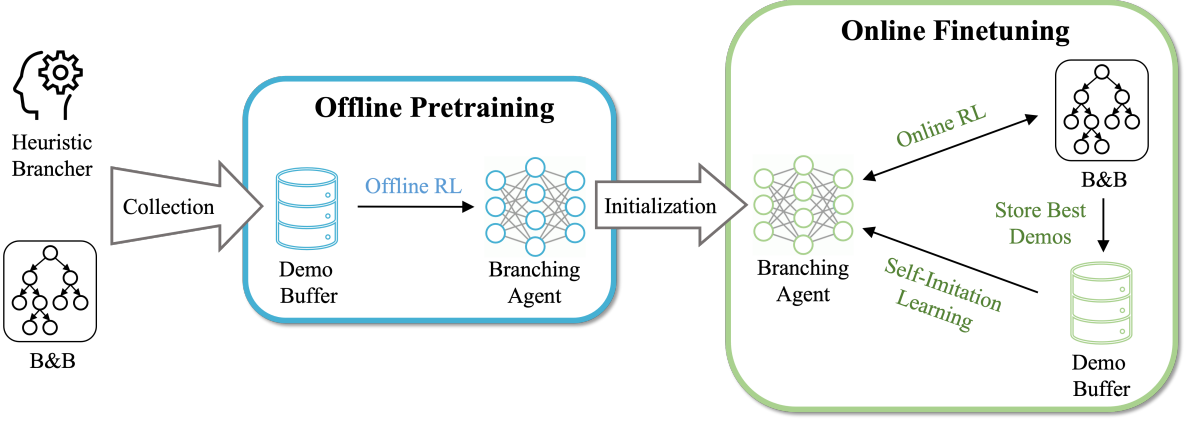 Heuristic
Brancher
B&B
Collection
Offline Pretraining
Demo
Buffer
Offline RL
Branching
Agent
Initialization
Online Finetuning
Branching
Agent
Online RL
B&B
Store Best
Demos
Self-Imitation
Learning
Demo
Buffer